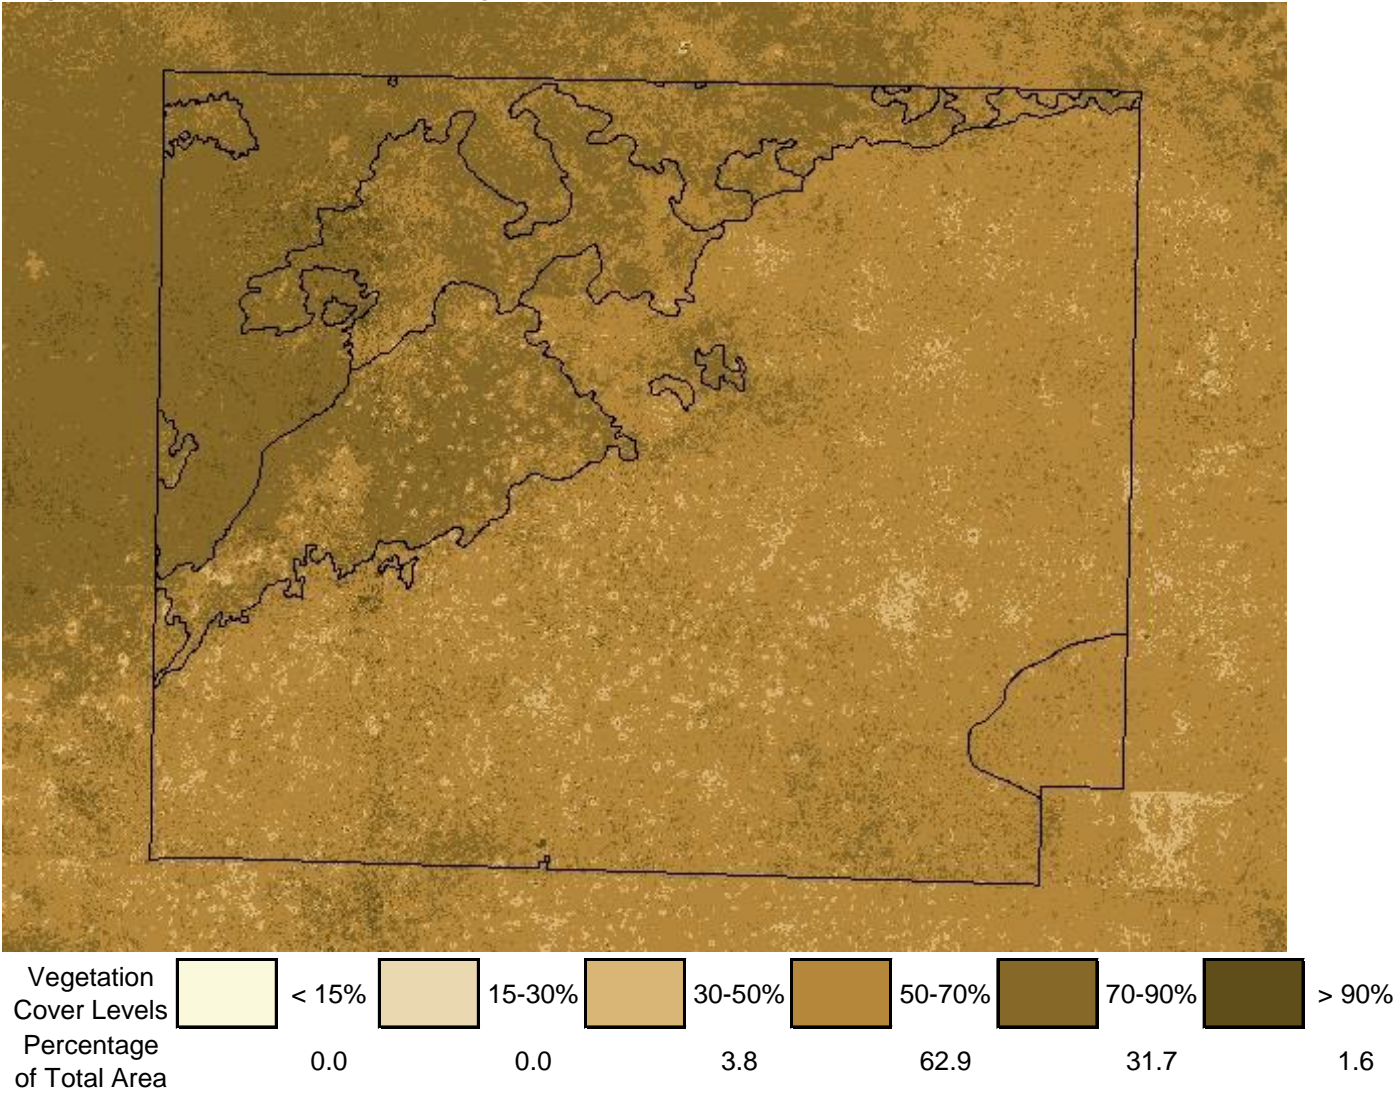 Vegetation
Cover Levels
< 15% 15-30% 30-50% 50-70% 70-90% > 90%
Percentage
of Total Area
0.0 0.0 3.8 62.9 31.7 1.6